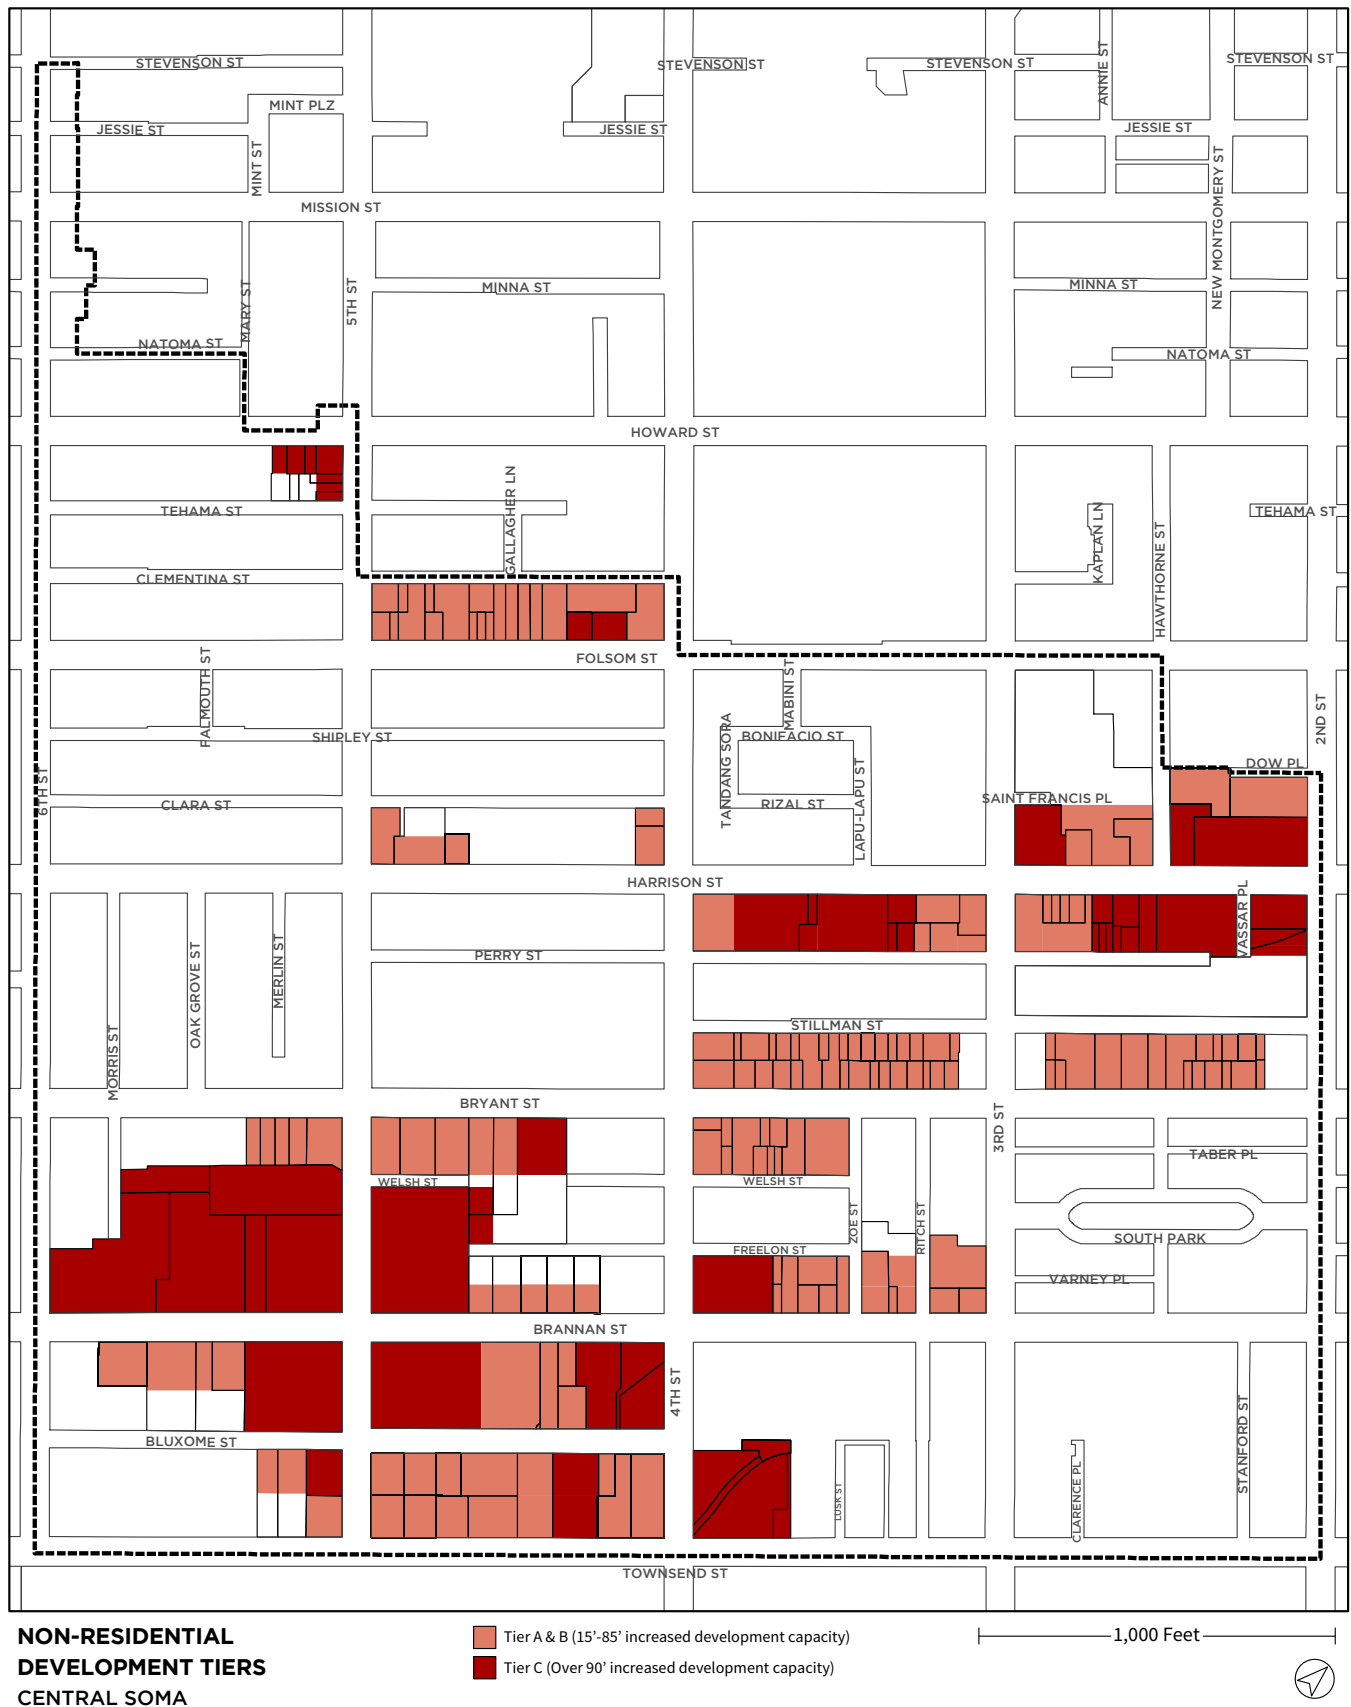 STEVENSON ST
STEVENSON ST
STEVENSON ST
STEVENSON ST
ANNIE ST
MINT PLZ
JESSIE ST
JESSIE ST
JESSIE ST
MINT ST
NEW MONTGOMERY ST
MISSION ST
MARY ST
5TH ST
MINNA ST
MINNA ST
NATOMA ST
NATOMA ST
HOWARD ST
GALLAGHER LN
TEHAMA ST
TEHAMA ST
KAPLAN LN
HAWTHORNE ST
CLEMENTINA ST
FOLSOM ST
FALMOUTH ST
MABINI ST
2ND ST
SHIPLEY ST
TANDANG SORA
BONIFACIO ST
DOW PL
6TH ST
CLARA ST
RIZAL ST
LAPU-LAPU ST
SAINT FRANCIS PL
HARRISON ST
VASSAR PL
OAK GROVE ST
MERLIN ST
PERRY ST
MORRIS ST
STILLMAN ST
BRYANT ST
3RD ST
TABER PL
WELSH ST
WELSH ST
ZOE ST
RITCH ST
FREELON ST
SOUTH PARK
VARNEY PL
BRANNAN ST
4TH ST
BLUXOME ST
STANFORD ST
LUSK ST
CLARENCE PL
TOWNSEND ST
NON-RESIDENTIAL
DEVELOPMENT TIERS
CENTRAL SOMA
Tier A & B (15’-85’ increased development capacity)
Tier C (Over 90’ increased development capacity)
1,000 Feet